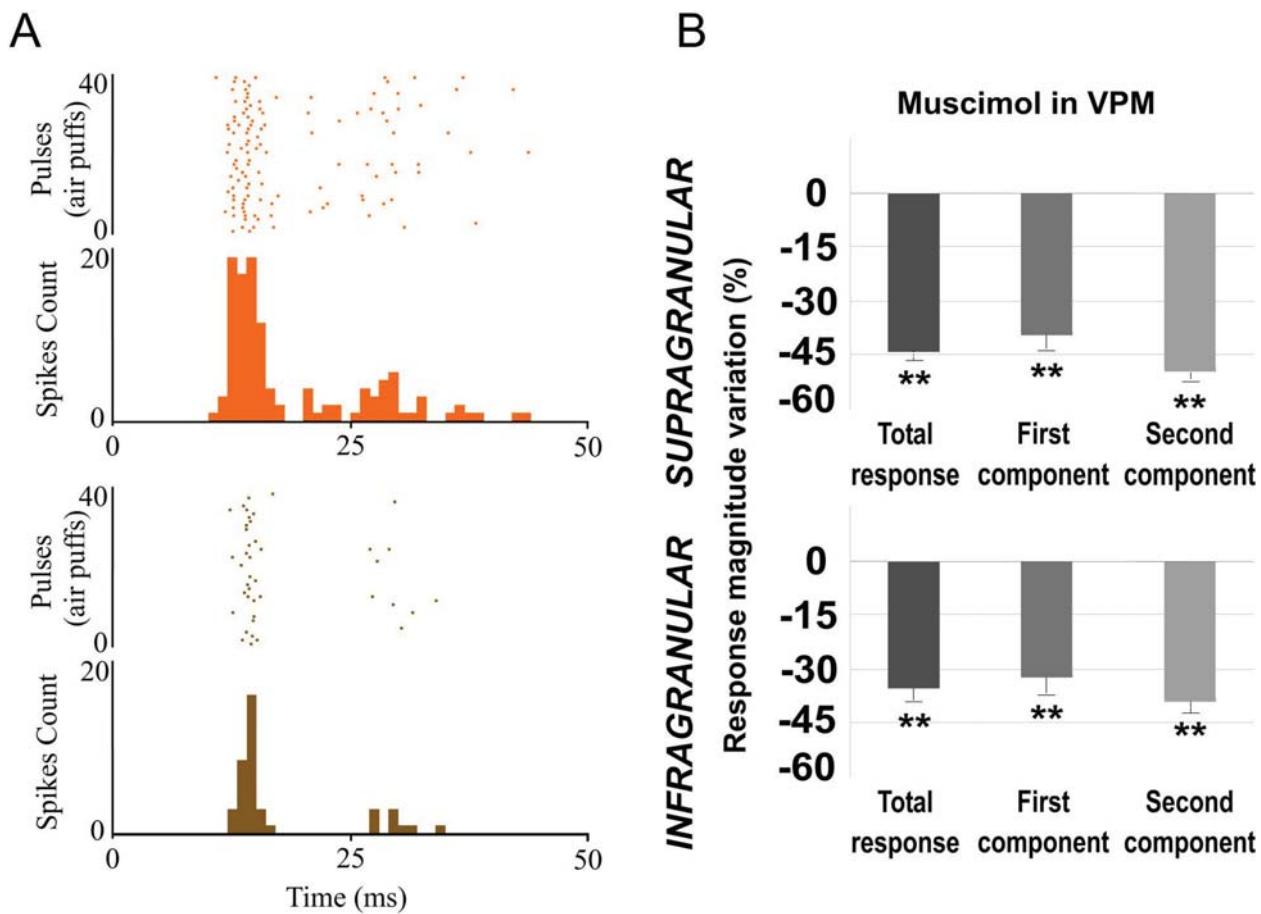 A
40
Pulses
(air puffs)
0
20
Spikes Count
0
0
25
50
40
Pulses
(air puffs)
0
20
Spikes Count
0
0
25
50
Time (ms)
B
Muscimol in VPM
SUPRAGRANULAR
INFRAGRANULAR
Response magnitude variation (%)
0
-15
-30
-45
-60
**
**
**
Total
response
First
component
Second
component
0
-15
-30
-45
-60
**
**
**
Total
response
First
component
Second
component